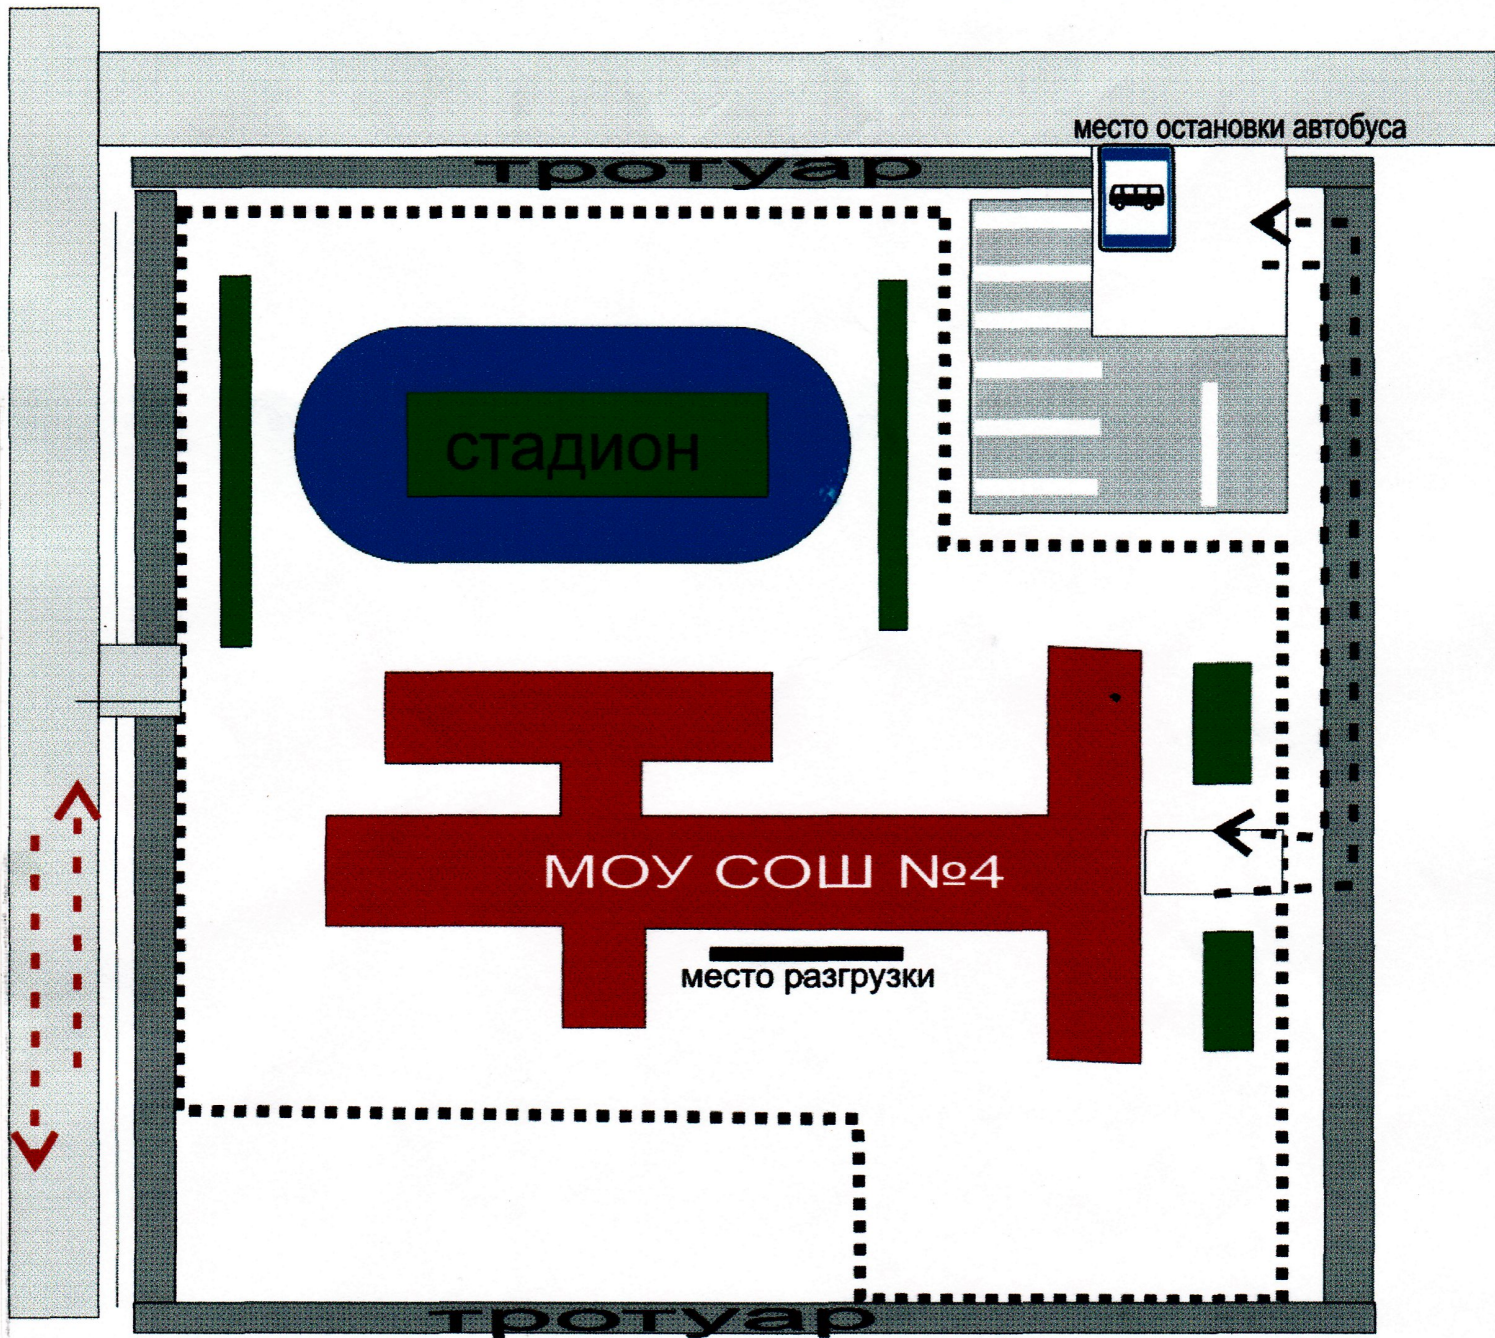 место остановки автобуса
тротуар
стадион
МОУ СОШ №4
место разгрузки
тротуар